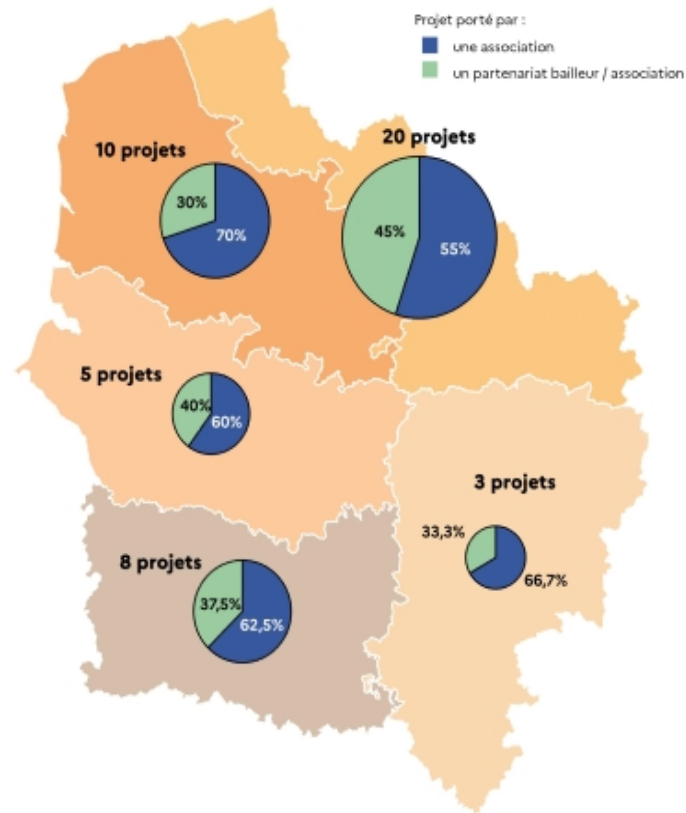 Projet porté par :
une association
un partenariat bailleur / association
20 projets
45%
55%
10 projets
30%
70%
5 projets
40%
60%
3 projets
33,3%
66,7%
8 projets
37,5%
62,5%